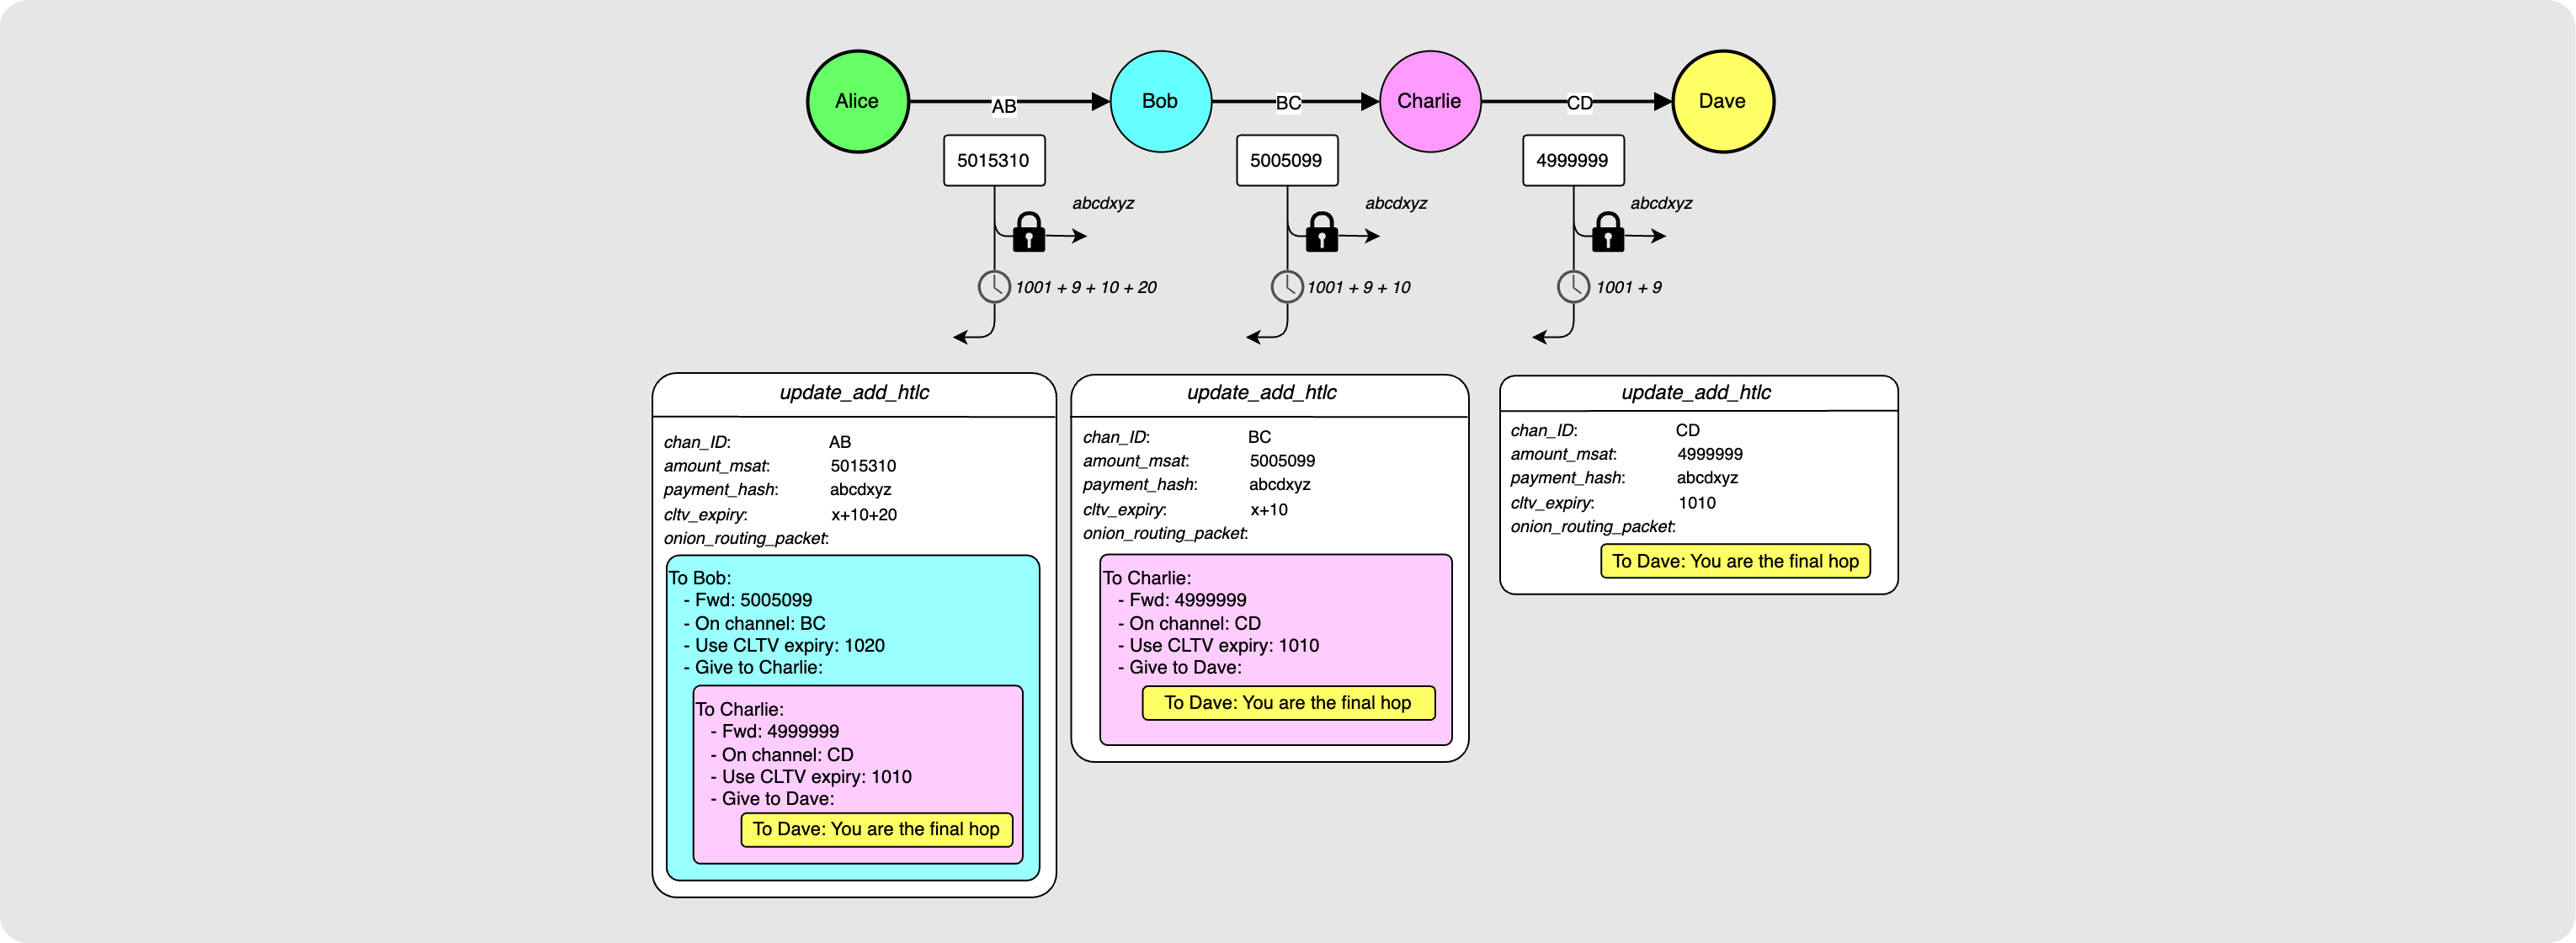 Alice
AB
Bob
BC
Charlie
CD
Dave
5015310
5005099
4999999
abcdxyz
abcdxyz
abcdxyz
1001 + 9 + 10 + 20
1001 + 9 + 10
1001 + 9
update_add_htlc
chan_ID: AB
amount_msat: 5015310
payment_hash: abcdxyz
cltv_expiry: x+10+20
onion_routing_packet:
To Bob:
- Fwd: 5005099
- On channel: BC
- Use CLTV expiry: 1020
- Give to Charlie:
To Charlie:
- Fwd: 4999999
- On channel: CD
- Use CLTV expiry: 1010
- Give to Dave:
To Dave: You are the final hop
update_add_htlc
chan_ID: BC
amount_msat: 5005099
payment_hash: abcdxyz
cltv_expiry: x+10
onion_routing_packet:
To Charlie:
- Fwd: 4999999
- On channel: CD
- Use CLTV expiry: 1010
- Give to Dave:
To Dave: You are the final hop
update_add_htlc
chan_ID: CD
amount_msat: 4999999
payment_hash: abcdxyz
cltv_expiry: 1010
onion_routing_packet:
To Dave: You are the final hop